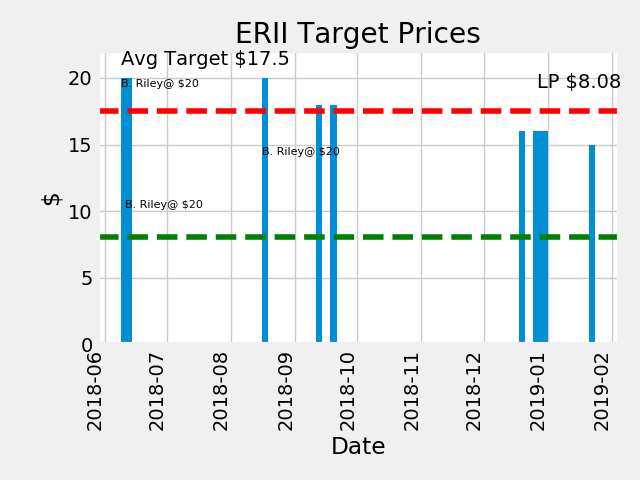 ERII Target Prices
Avg Target $17.5
LP $8.08
B. Riley@ $20
B. Riley@ $20
B. Riley@ $20
$
20
15
10
5
0
2018-06
2018-07
2018-08
2018-09
2018-10
2018-11
2018-12
2019-01
2019-02
Date